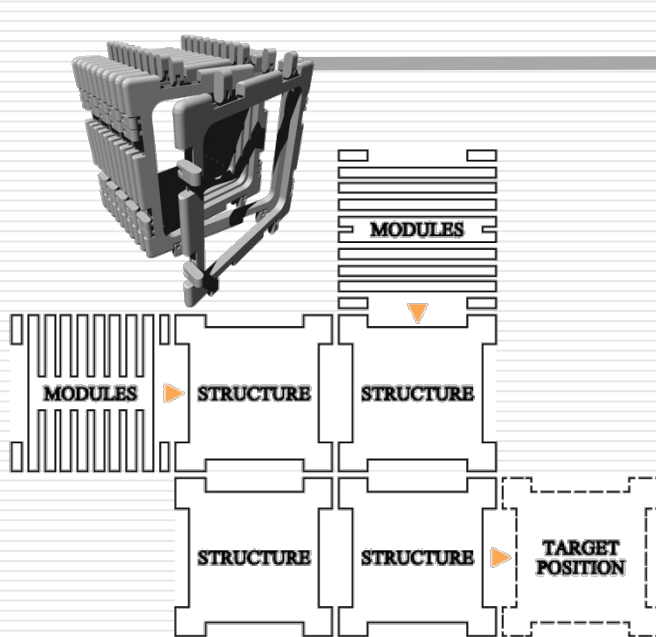 MODULES
MODULES
STRUCTURE
STRUCTURE
STRUCTURE
STRUCTURE
TARGET
POSITION